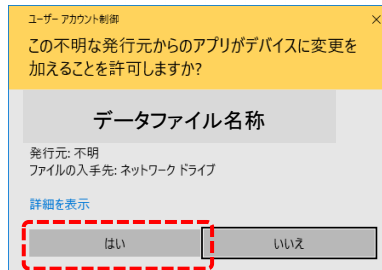 ユーザー アカウント制御
×
この不明な発行元からのアプリがデバイスに変更を
加えることを許可しますか?
データファイル名称
発行元: 不明
ファイルの入手先: ネットワーク ドライブ
詳細を表示
はい
いいえ